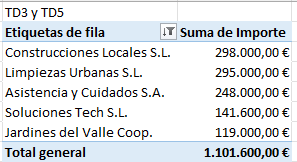 TD3 y TD5
Etiquetas de fila Suma de Importe
Construcciones Locales S.L. 298.000,00 €
Limpiezas Urbanas S.L. 295.000,00 €
Asistencia y Cuidados S.A. 248.000,00 €
Soluciones Tech S.L. 141.600,00 €
Jardines del Valle Coop. 119.000,00 €
Total general 1.101.600,00 €